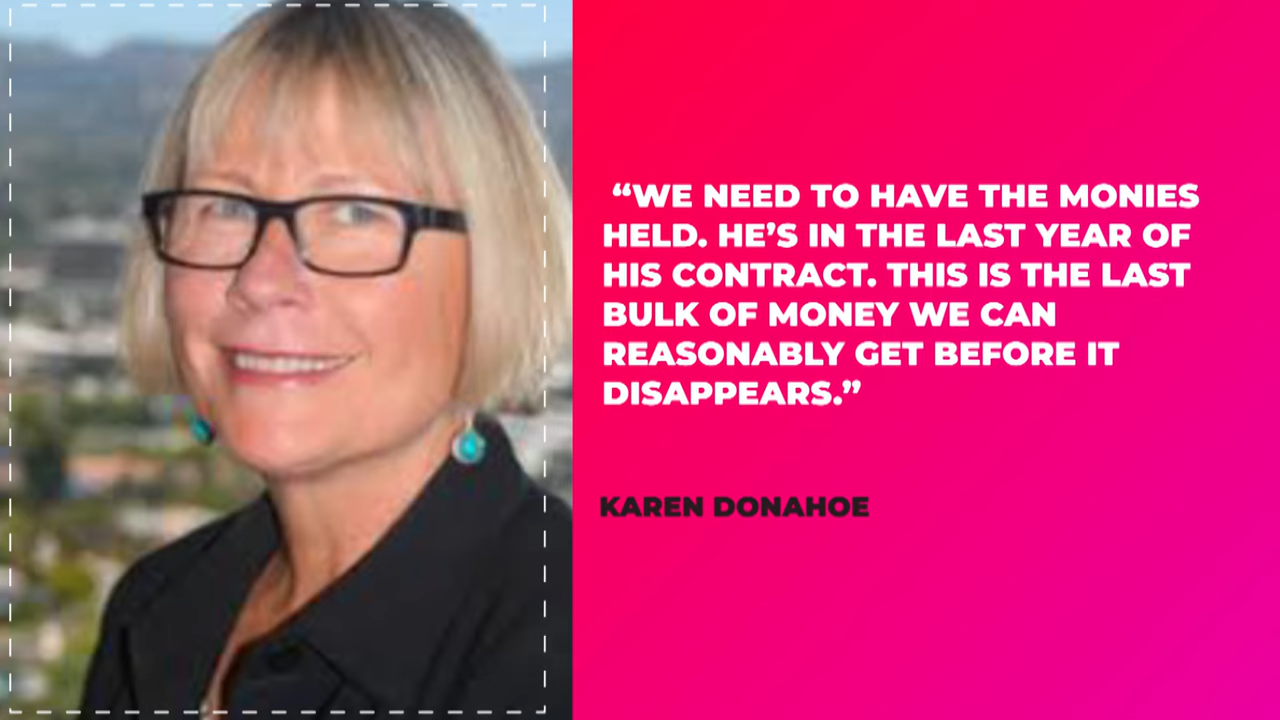 “WE NEED TO HAVE THE MONIES
HELD. HE’S IN THE LAST YEAR OF
HIS CONTRACT. THIS IS THE LAST
BULK OF MONEY WE CAN
REASONABLY GET BEFORE IT
DISAPPEARS.”
KAREN DONAHOE